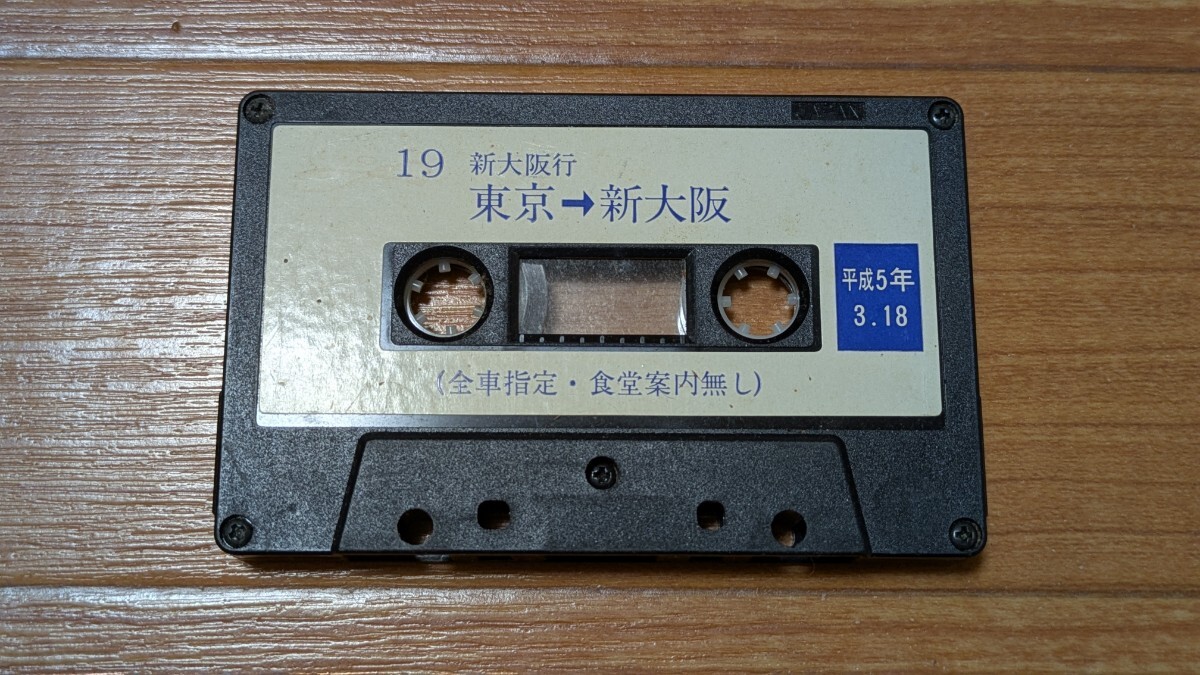 19 新大阪行
東京➡新大阪
平成5年
3.18
(全車指定・食堂案内無し)